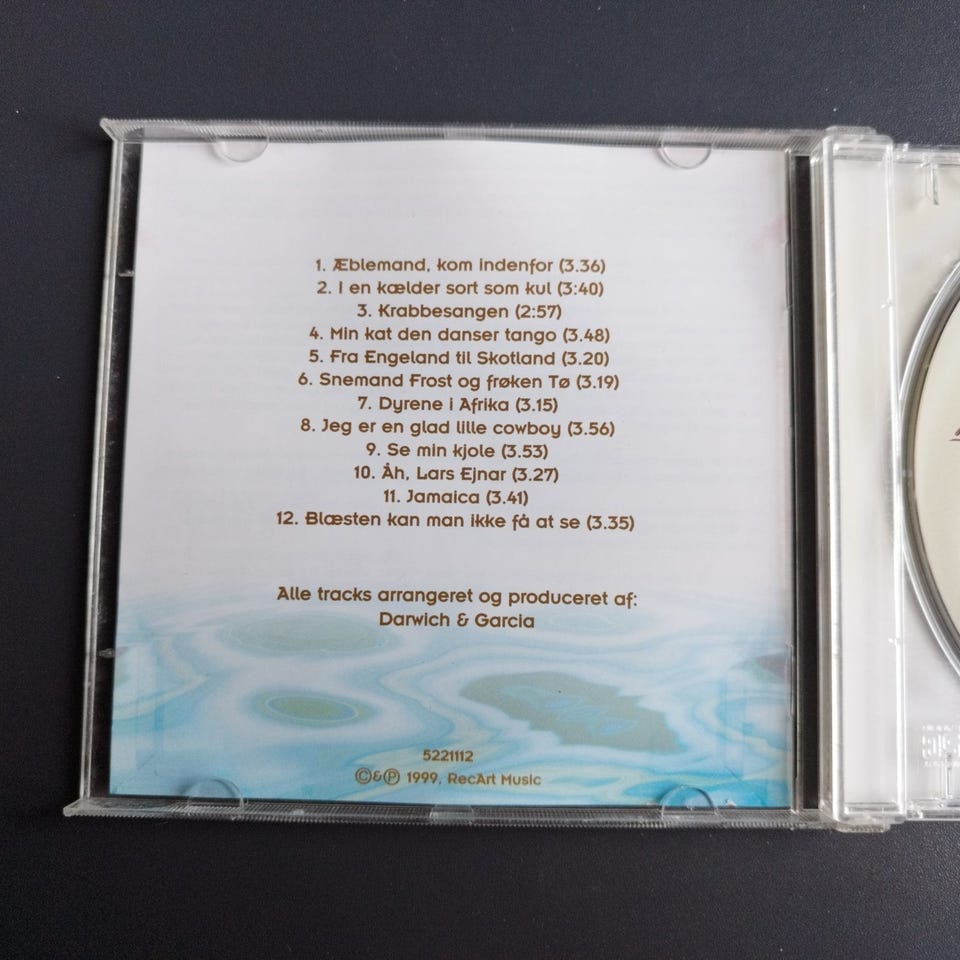 1. Æblemand, kom indenfor (3.36)
2. I en kælder sort som kul (3:40)
3. Krabbesangen (2:57)
4. Min kat den danser tango (3.48)
5. Fra Engeland til Skotland (3.20)
6. Snemand Frost og frøken Tø (3.19)
7. Dyrene i Afrika (3.15)
8. Jeg er en glad lille cowboy (3.56)
9. Se min kjole (3.53)
10. Åh, Lars Ejnar (3.27)
11. Jamaica (3.41)
12. Blæsten kan man ikke få at se (3.35)
Alle tracks arrangeret og produceret af:
Darwich & Garcia
5221112
©&℗ 1999, RecArt Music